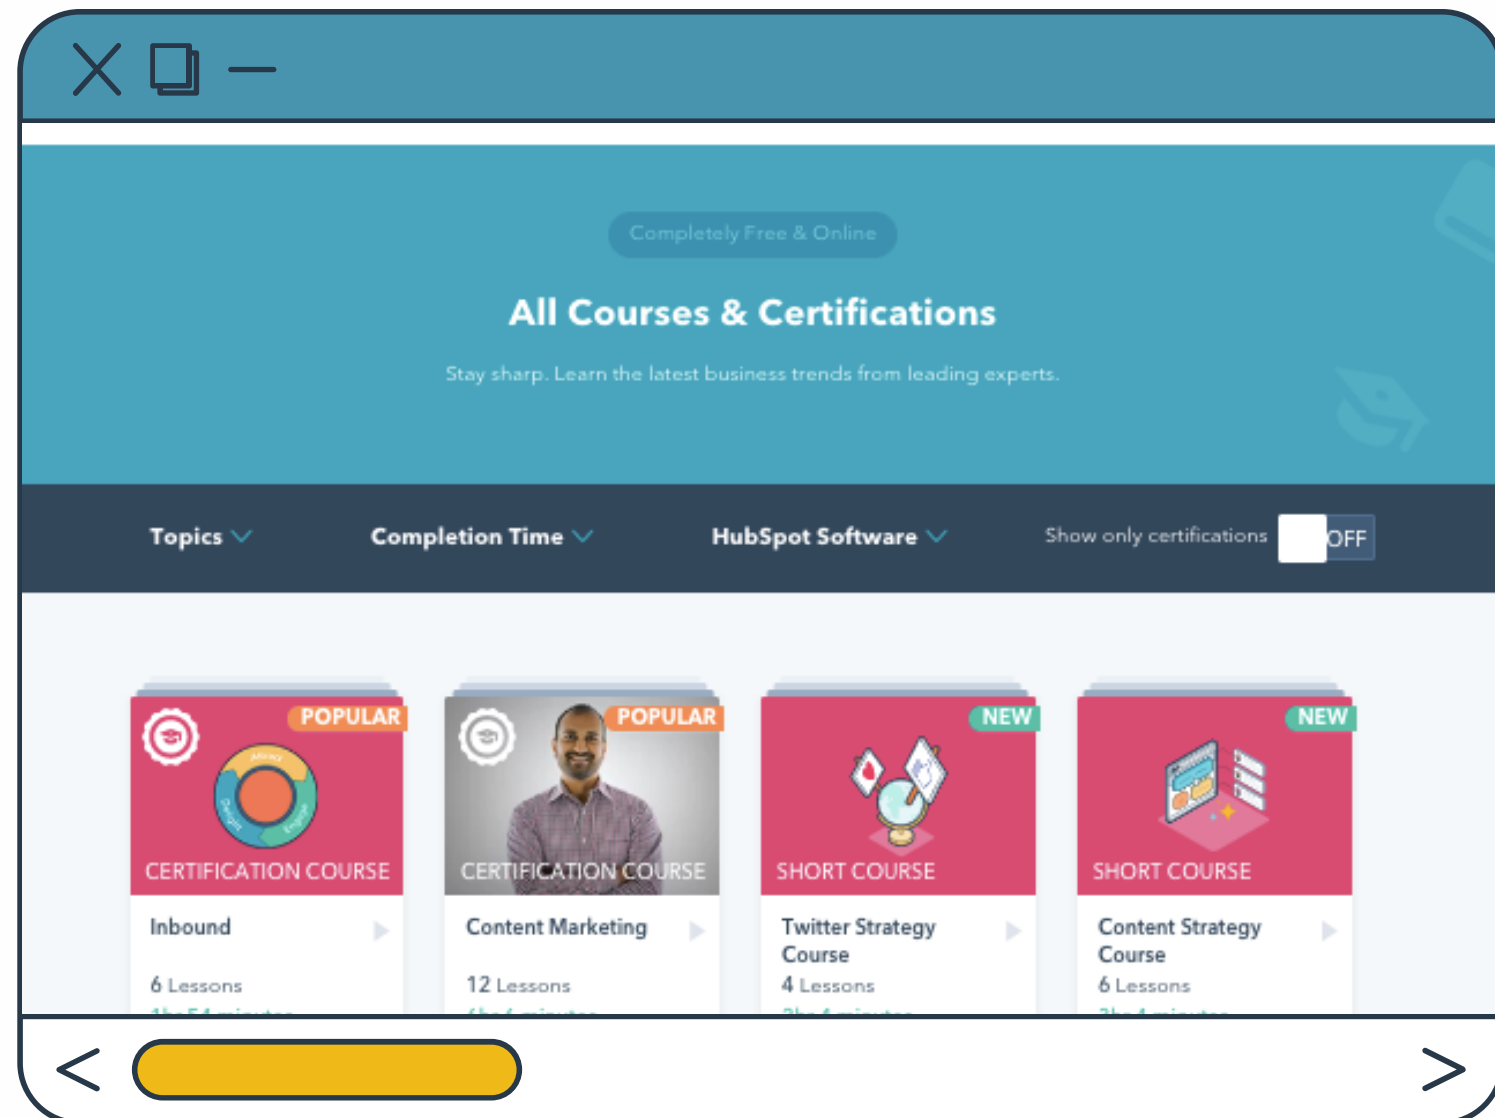 Completely Free & Online
All Courses & Certifications
Stay sharp. Learn the latest business trends from leading experts.
Topics
Completion Time
HubSpot Software
Show only certifications
OFF
POPULAR
Delight
Engage
CERTIFICATION COURSE
Inbound
6 Lessons
POPULAR
CERTIFICATION COURSE
Content Marketing
12 Lessons
NEW
SHORT COURSE
Twitter Strategy
Course
4 Lessons
NEW
SHORT COURSE
Content Strategy
Course
6 Lessons